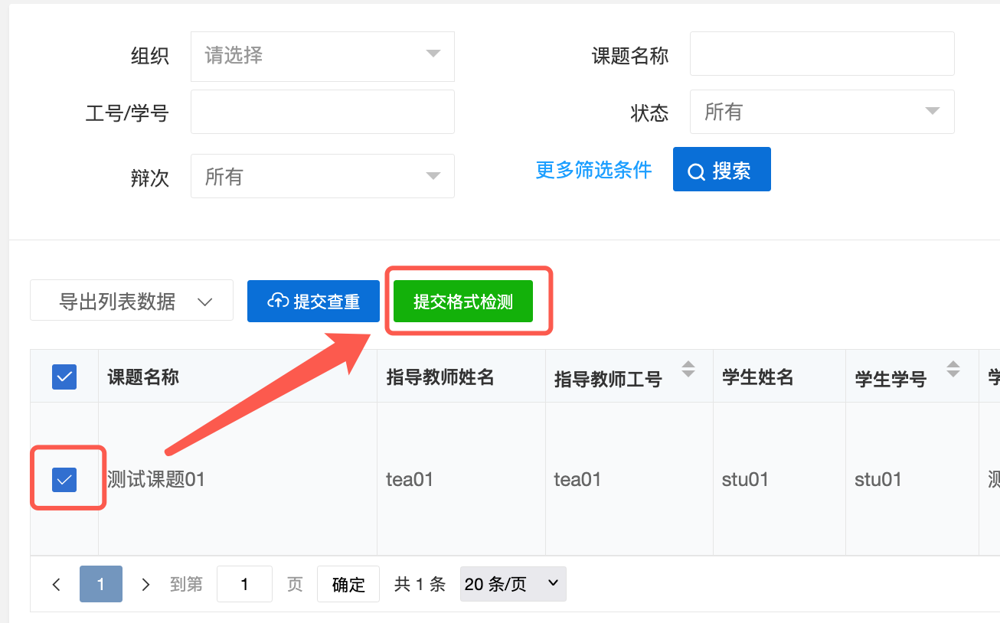 组织 请选择 课题名称
工号/学号 状态 所有
辩次 所有 更多筛选条件 搜索
导出列表数据 提交查重 提交格式检测
课题名称 指导教师姓名 指导教师工号 学生姓名 学生学号 学
测试课题01 tea01 tea01 stu01 stu01 测
1 到第 1 页 确定 共 1 条 20 条/页